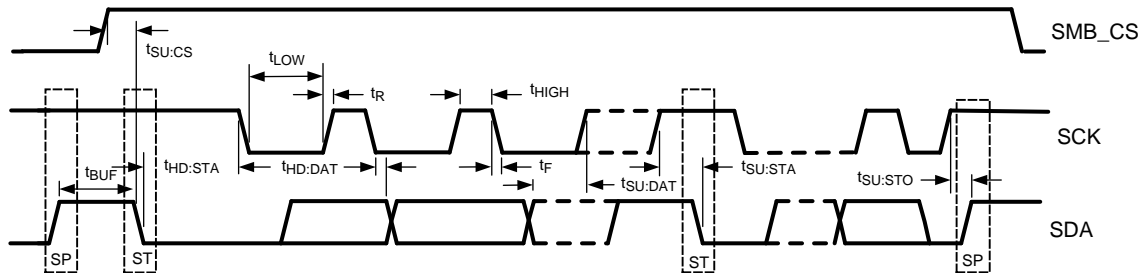 SMB_CS
tSU:CS
tLOW
tR
tHIGH
SCK
tBUF
tHD:STA
tHD:DAT
tF
tSU:DAT
tSU:STA
tSU:STO
SDA
SP
ST
ST
SP